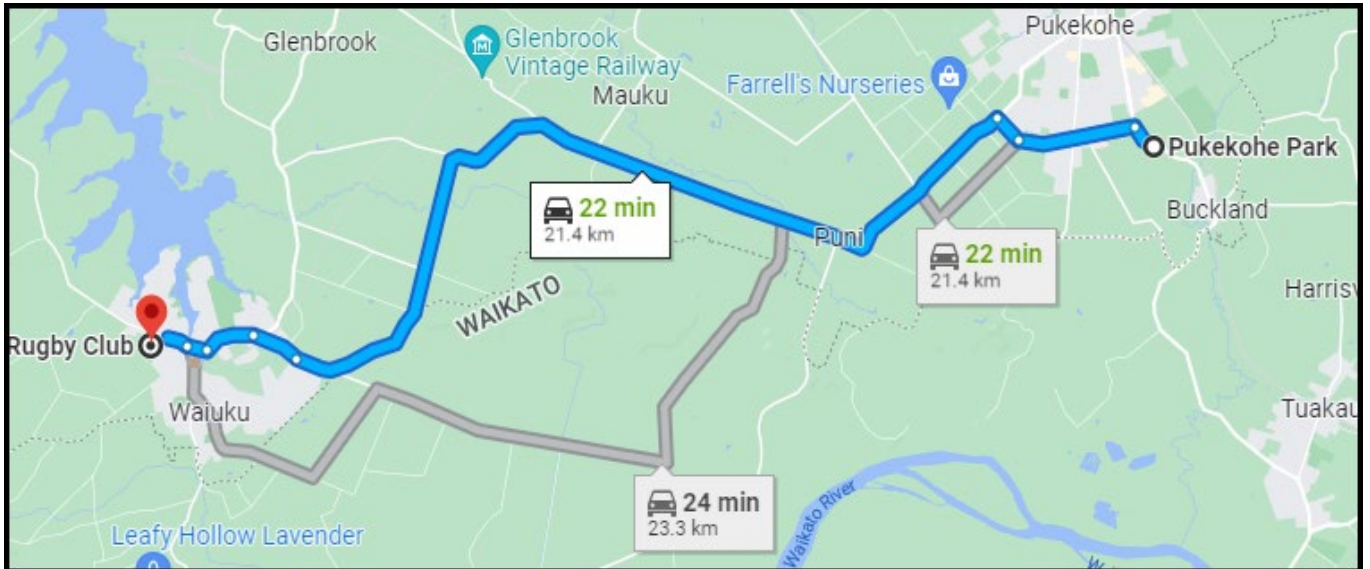 Glenbrook
Glenbrook
Vintage Railway
Mauku
Pukekohe
Farrell's Nurseries
Pukekohe Park
Buckland
22 min
21.4 km
Puni
22 min
21.4 km
Harrisv
WAIKATO
Rugby Club
Waiuku
Tuakau
24 min
23.3 km
Waikato River
Leafy Hollow Lavender
W